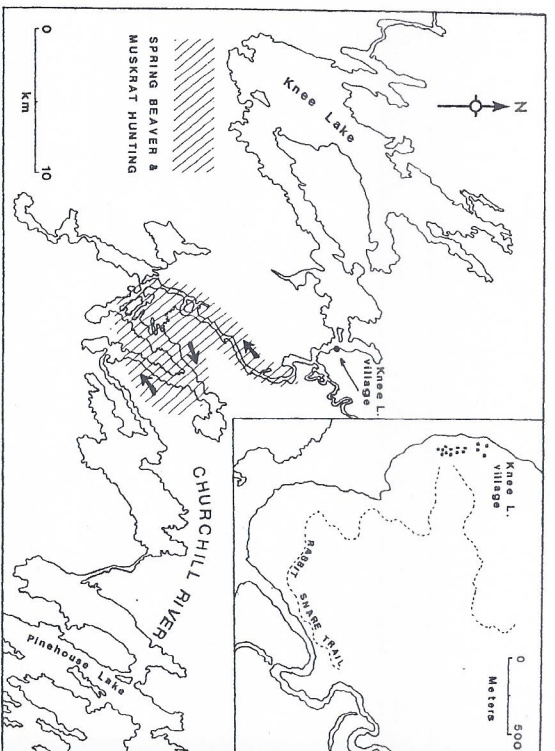 N
Knee Lake
Knee L.
village
SPRING BEAVER &
MUSKRAT HUNTING
0 10
km
CHURCHILL RIVER
Pinehouse Lake
Knee L.
village
RABBIT SNARE TRAIL
0 500
Meters